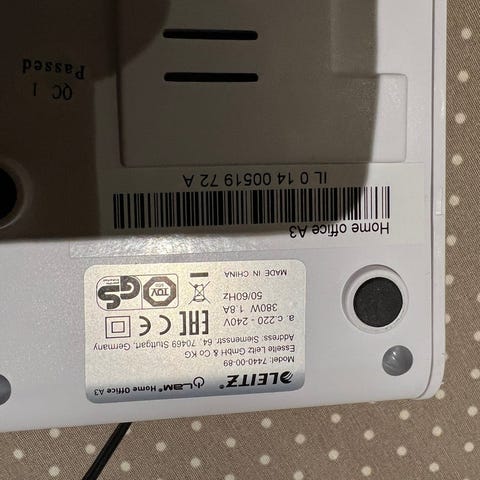 LEITZ iLAM Home Office A3
Model: 7440-00-89
Esselte Leitz GmbH & Co KG
Address: Siemensstr. 64, 70469 Stuttgart, Germany
a.c.220 - 240V
380W 1.8A
50/60Hz
MADE IN CHINA
EAC CE
TÜV
SÜD
GS
Home office A3
IL 0 14 00519 72 A
QC 1
Passed